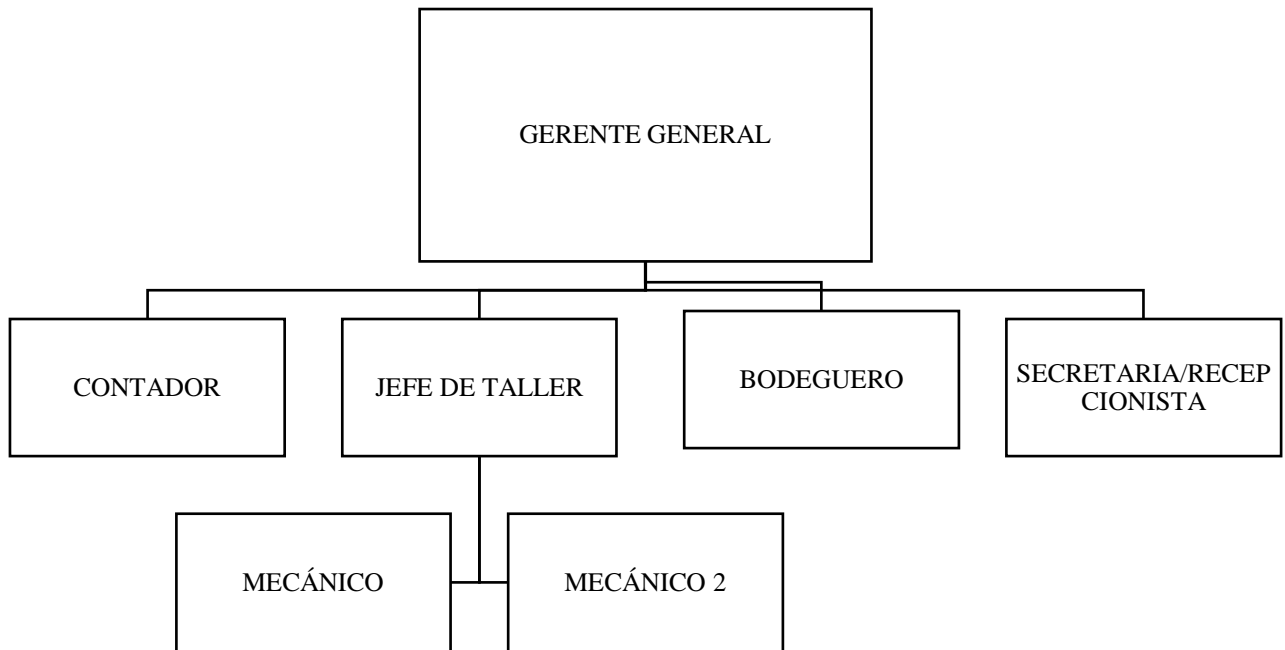 GERENTE GENERAL
CONTADOR
JEFE DE TALLER
BODEGUERO
SECRETARIA/RECEP
CIONISTA
MECÁNICO
MECÁNICO 2